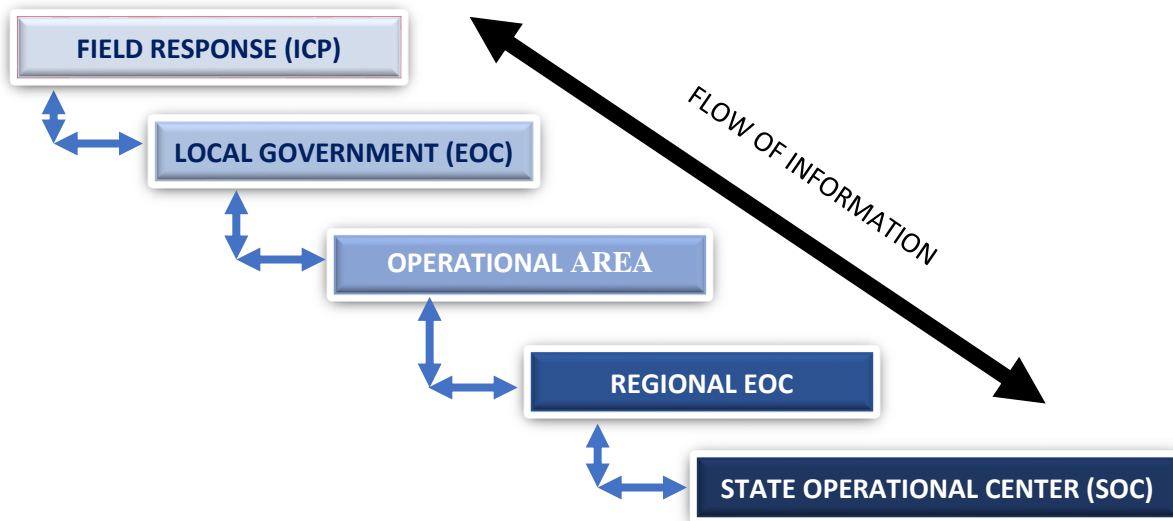 FIELD RESPONSE (ICP)
FLOW OF INFORMATION
LOCAL GOVERNMENT (EOC)
OPERATIONAL AREA
REGIONAL EOC
STATE OPERATIONAL CENTER (SOC)